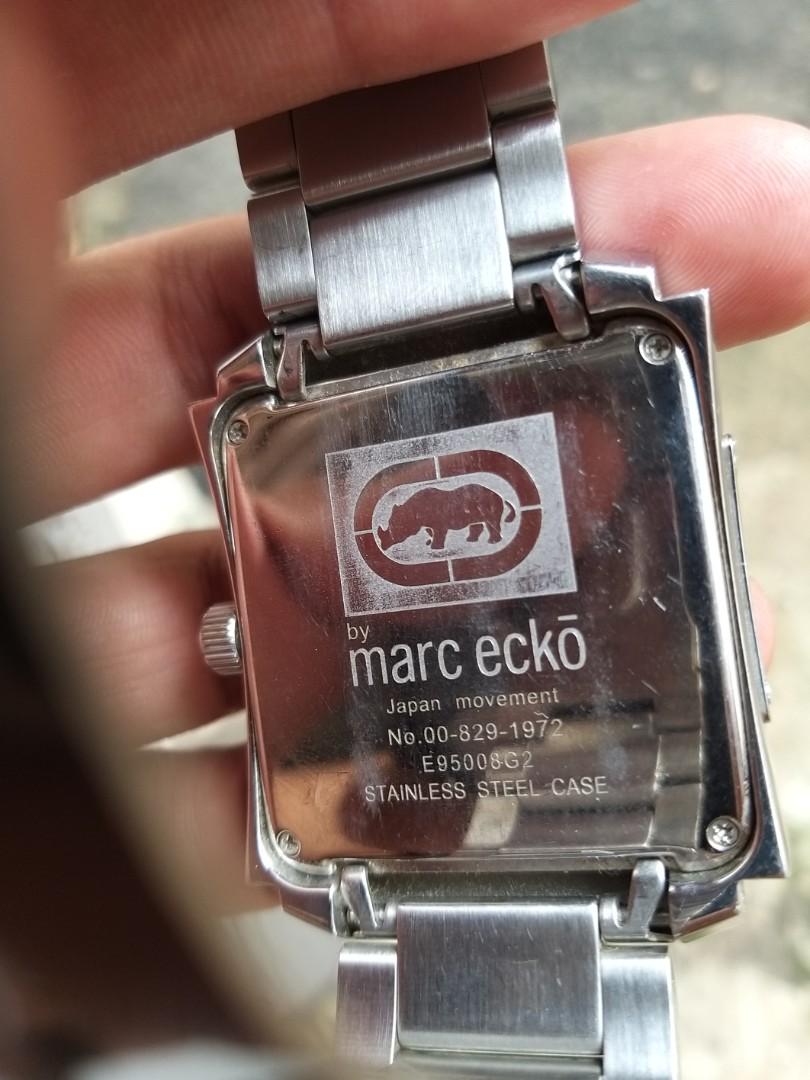 by
marc eckō
Japan movement
No.00-829-1972
E95008G2
STAINLESS STEEL CASE